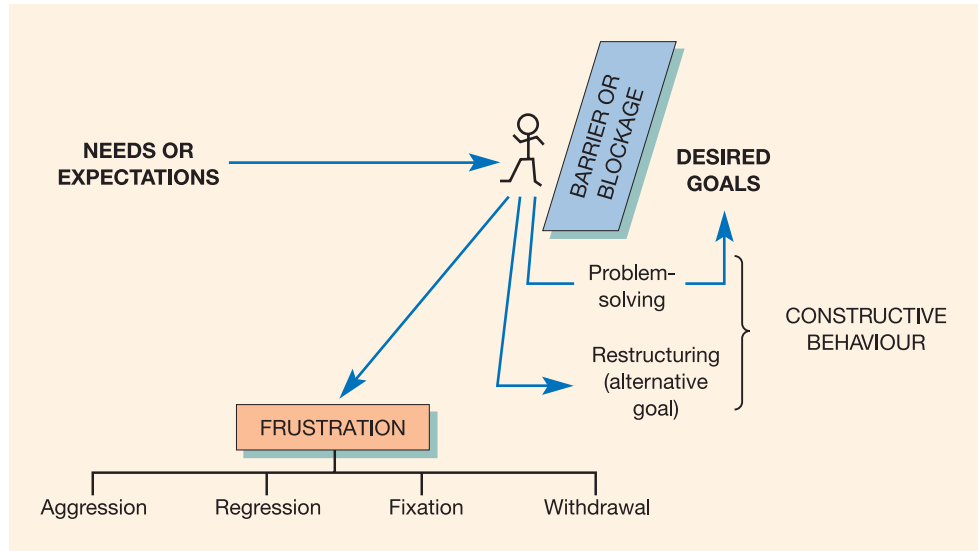 NEEDS OR
EXPECTATIONS
BARRIER OR
BLOCKAGE
DESIRED
GOALS
Problem-
solving
Restructuring
(alternative
goal)
CONSTRUCTIVE
BEHAVIOUR
FRUSTRATION
Aggression
Regression
Fixation
Withdrawal